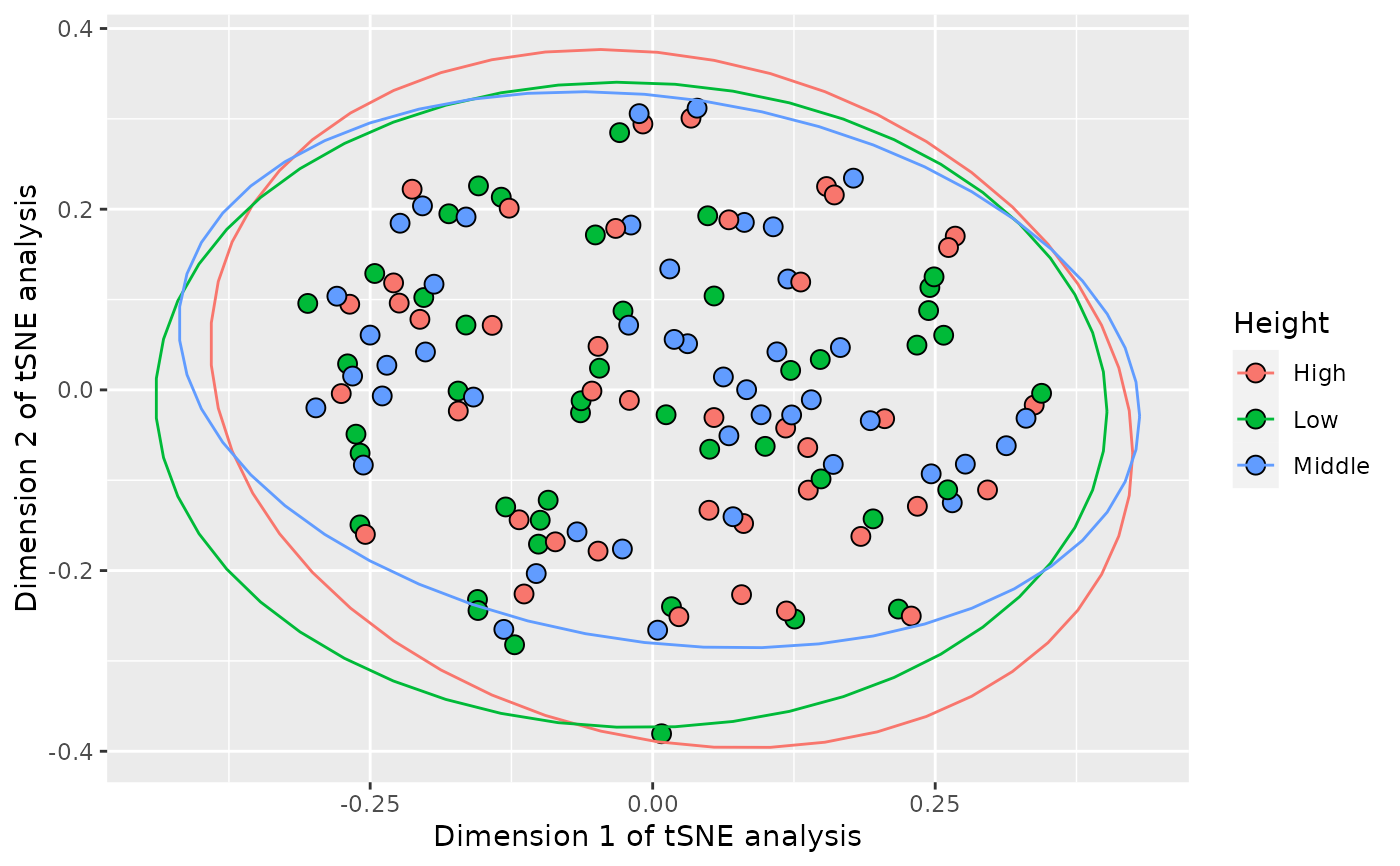 0.4
0.2
0.0
-0.2
-0.4
Dimension 2 of tSNE analysis
-0.25
0.00
0.25
Dimension 1 of tSNE analysis
Height
High
Low
Middle